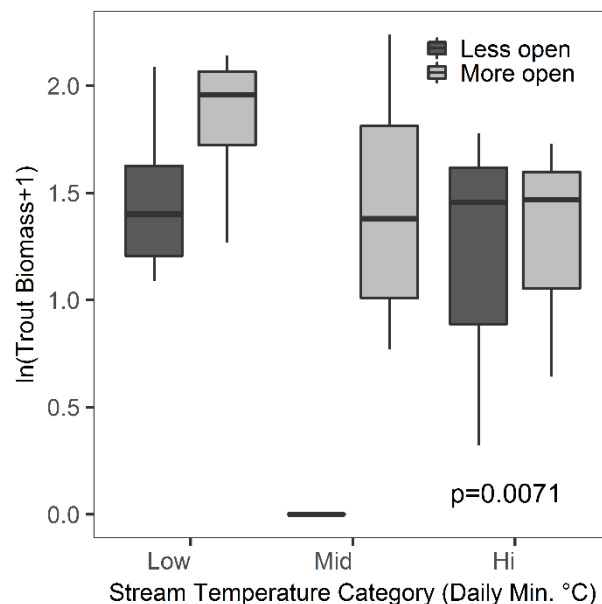 Less open
More open
2.0
1.5
1.0
0.5
0.0
ln(Trout Biomass+1)
p=0.0071
Low Mid Hi
Stream Temperature Category (Daily Min. °C)